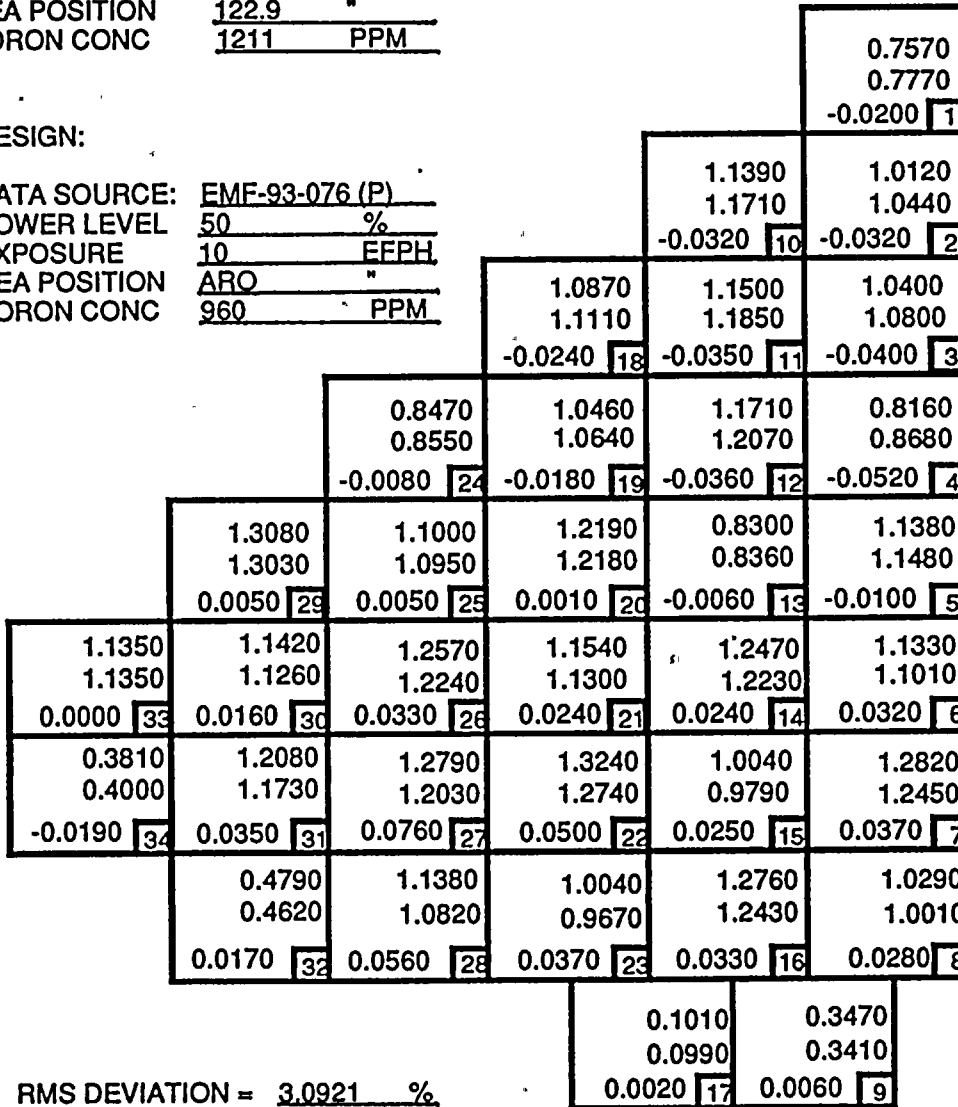 EA POSITION 122.9 "
ORON CONC 1211 PPM
ESIGN:
ATA SOURCE: EMF-93-076 (P)
OWER LEVEL 50 %
XPOSURE 10 EFPH
EA POSITION ARO "
ORON CONC 960 PPM
0.7570
0.7770
-0.0200 1
1.1390 1.0120
1.1710 1.0440
-0.0320 10 -0.0320 2
1.0870 1.1500 1.0400
1.1110 1.1850 1.0800
-0.0240 18 -0.0350 11 -0.0400 3
0.8470 1.0460 1.1710 0.8160
0.8550 1.0640 1.2070 0.8680
-0.0080 24 -0.0180 19 -0.0360 12 -0.0520 4
1.3080 1.1000 1.2190 0.8300 1.1380
1.3030 1.0950 1.2180 0.8360 1.1480
0.0050 29 0.0050 25 0.0010 20 -0.0060 13 -0.0100 5
1.1350 1.1420 1.2570 1.1540 1.2470 1.1330
1.1350 1.1260 1.2240 1.1300 1.2230 1.1010
0.0000 33 0.0160 30 0.0330 26 0.0240 21 0.0240 14 0.0320 6
0.3810 1.2080 1.2790 1.3240 1.0040 1.2820
0.4000 1.1730 1.2030 1.2740 0.9790 1.2450
-0.0190 34 0.0350 31 0.0760 27 0.0500 22 0.0250 15 0.0370 7
0.4790 1.1380 1.0040 1.2760 1.0290
0.4620 1.0820 0.9670 1.2430 1.0010
0.0170 32 0.0560 28 0.0370 23 0.0330 16 0.0280 8
0.1010 0.3470
0.0990 0.3410
0.0020 17 0.0060 9
RMS DEVIATION = 3.0921 %